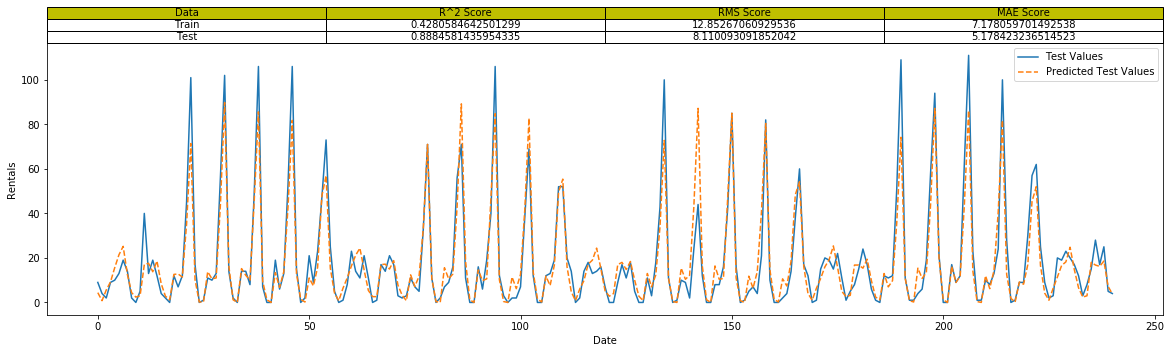 Data R^2 Score RMS Score MAE Score
Train 0.4280584642501299 12.85267060929536 7.178059701492538
Test 0.8884581435954335 8.110093091852042 5.178423236514523
Test Values
Predicted Test Values
100
80
60
40
20
0
Rentals
0 50 100 150 200 250
Date